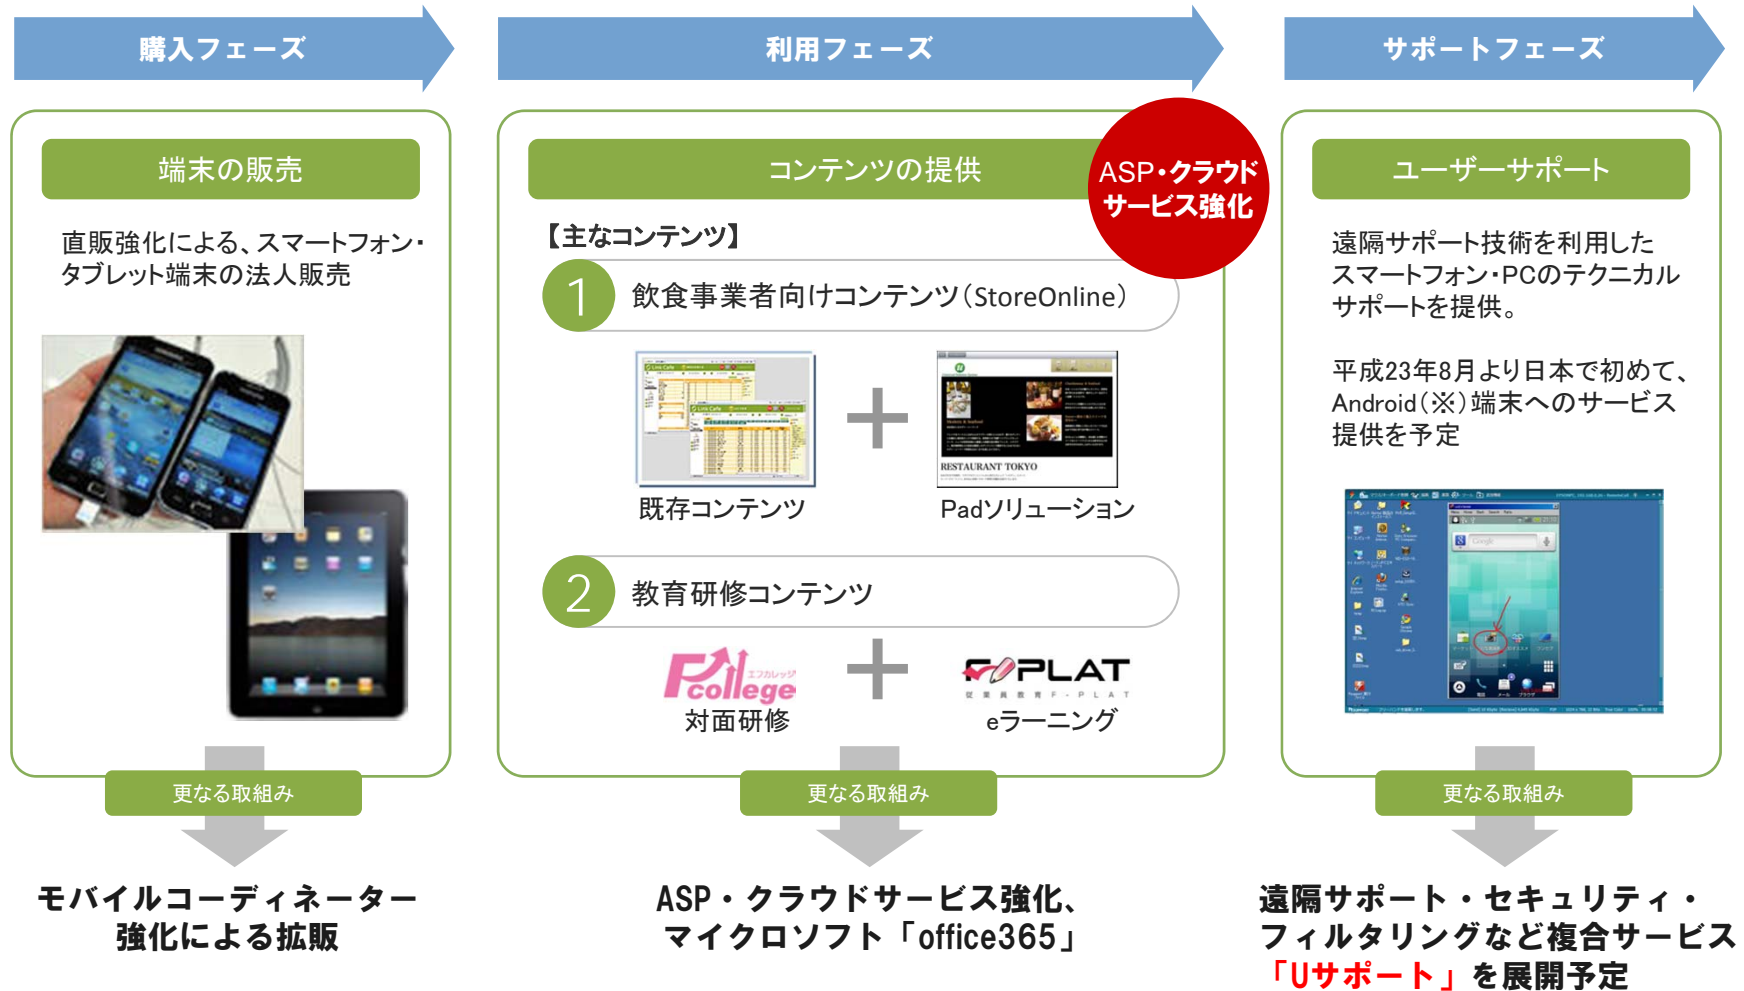 購入フェーズ
利用フェーズ
サポートフェーズ
端末の販売
直販強化による、スマートフォン・
タブレット端末の法人販売
コンテンツの提供
ASP・クラウド
サービス強化
【主なコンテンツ】
1
飲食事業者向けコンテンツ（StoreOnline）
RESTAURANT TOKYO
既存コンテンツ
Padソリューション
2
教育研修コンテンツ
エフカレッジ
Fcollege
対面研修
F PLAT
従業員教育 F-PLAT
eラーニング
ユーザーサポート
遠隔サポート技術を利用した
スマートフォン・PCのテクニカル
サポートを提供。
平成23年8月より日本で初めて、
Android（※）端末へのサービス
提供を予定
Google
更なる取組み
更なる取組み
更なる取組み
モバイルコーディネーター
強化による拡販
ASP・クラウドサービス強化、
マイクロソフト「office365」
遠隔サポート・セキュリティ・
フィルタリングなど複合サービス
「Uサポート」を展開予定